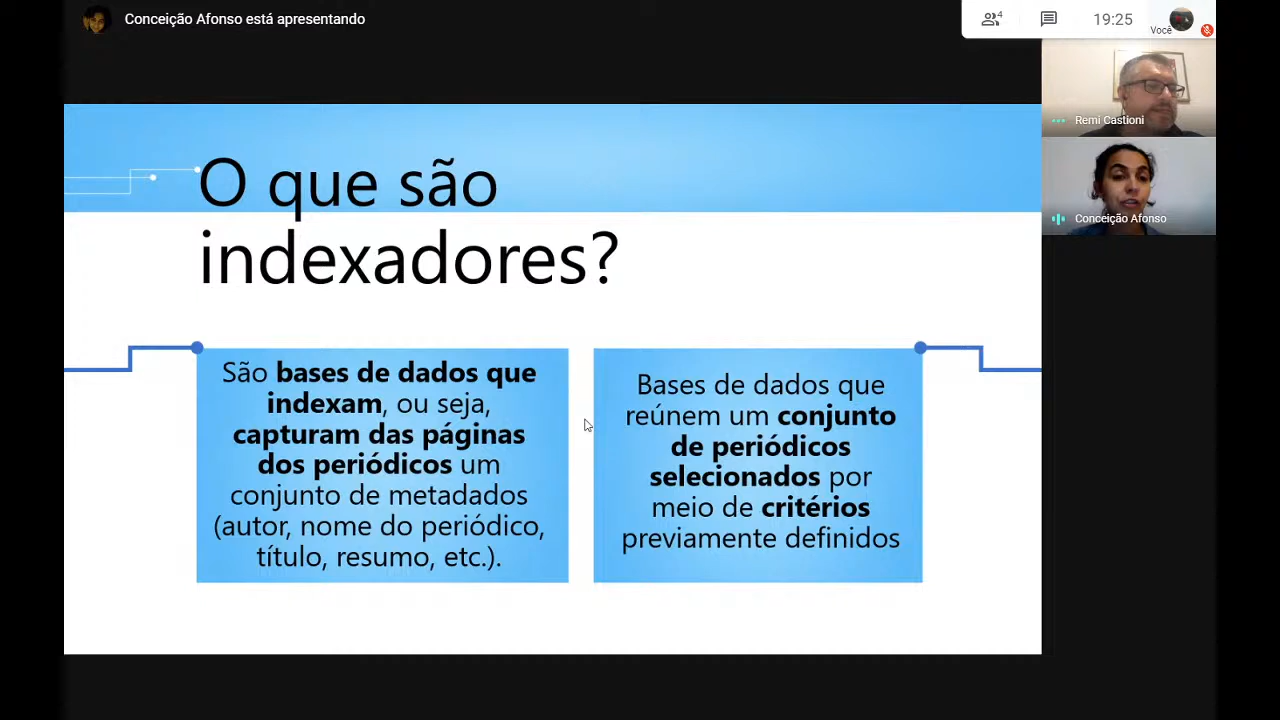 Conceição Afonso está apresentando
4
19:25
Você
Remi Castioni
Conceição Afonso
O que são
indexadores?
São bases de dados que
indexam, ou seja,
capturam das páginas
dos periódicos um
conjunto de metadados
(autor, nome do periódico,
título, resumo, etc.).
Bases de dados que
reúnem um conjunto
de periódicos
selecionados por
meio de critérios
previamente definidos